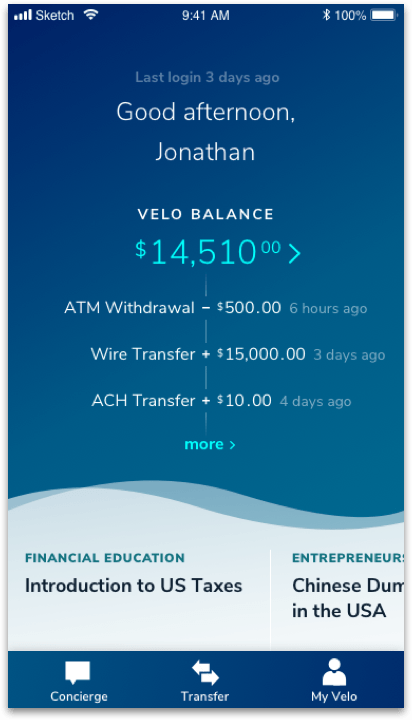 Sketch 9:41 AM 100%
Last login 3 days ago
Good afternoon,
Jonathan
VELO BALANCE
$14,510 00 >
ATM Withdrawal – $500.00 6 hours ago
Wire Transfer + $15,000.00 3 days ago
ACH Transfer + $10.00 4 days ago
more >
FINANCIAL EDUCATION
Introduction to US Taxes
ENTREPRENEURS
Chinese Dum
in the USA
Concierge Transfer My Velo